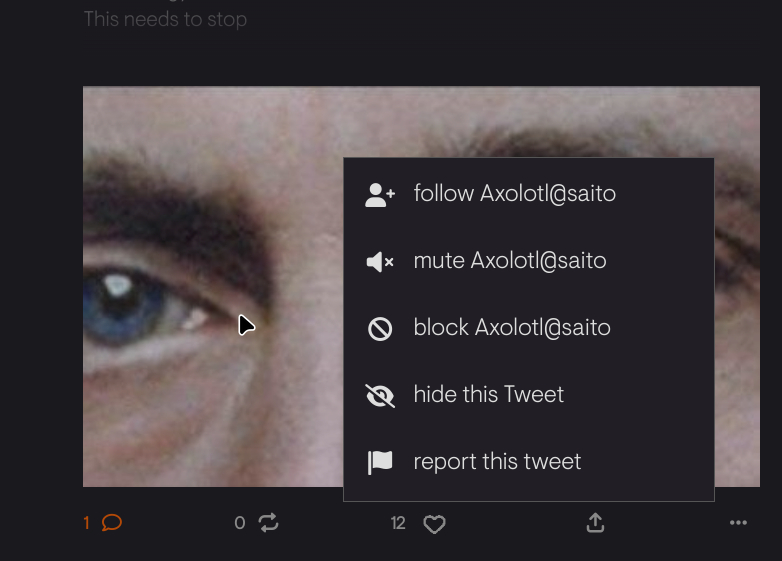 This needs to stop
follow Axolotl@saito
mute Axolotl@saito
block Axolotl@saito
hide this Tweet
report this tweet
1
0
12